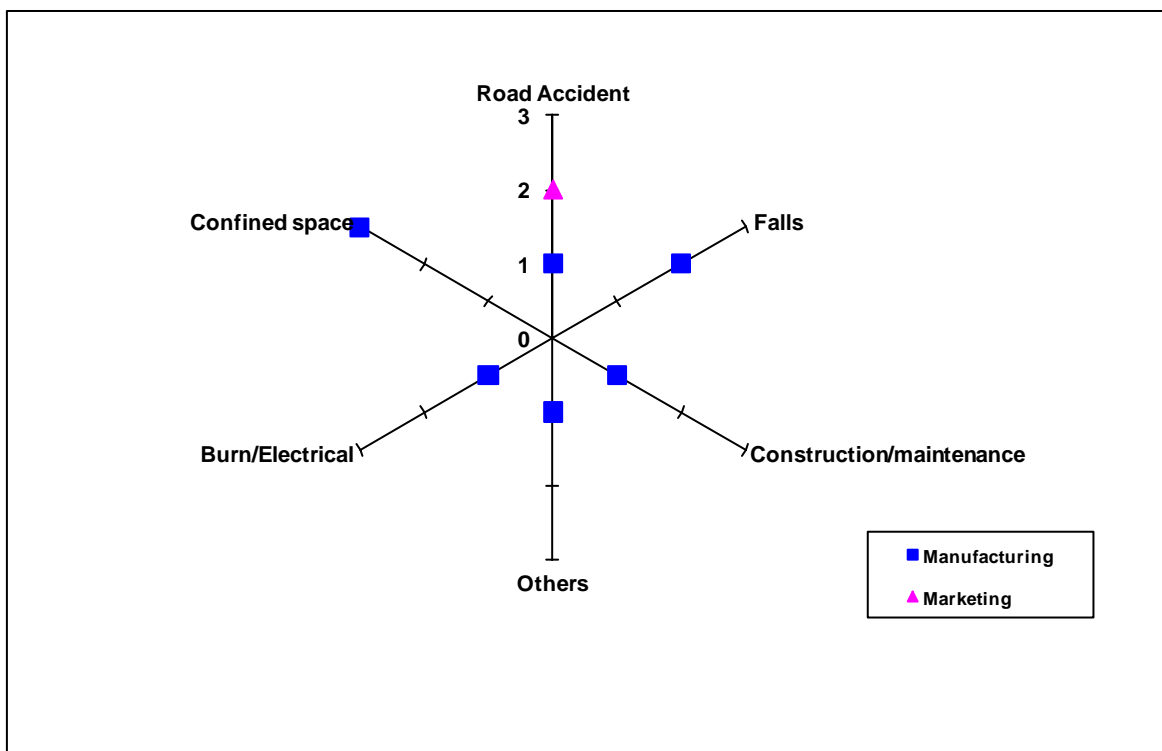 Road Accident
3
2
Confined space
Falls
1
0
Burn/Electrical
Construction/maintenance
Others
Manufacturing
Marketing